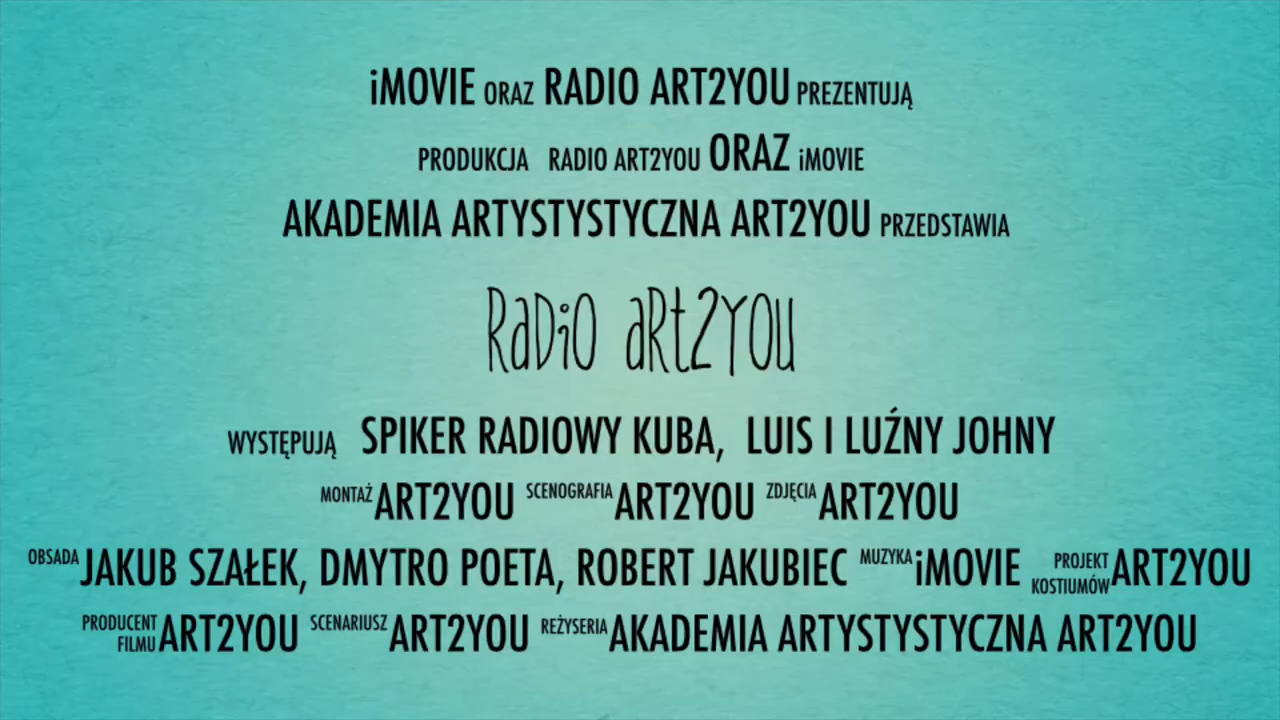 iMOVIE ORAZ RADIO ART2YOU PREZENTUJĄ
PRODUKCJA RADIO ART2YOU ORAZ iMOVIE
AKADEMIA ARTYSTYSTYCZNA ART2YOU PRZEDSTAWIA
RaDiO aRt2YOU
WYSTĘPUJĄ SPIKER RADIOWY KUBA, LUIS I LUŹNY JOHNY
MONTAŻ ART2YOU SCENOGRAFIA ART2YOU ZDJĘCIA ART2YOU
OBSADA JAKUB SZAŁEK, DMYTRO POETA, ROBERT JAKUBIEC MUZYKA iMOVIE PROJEKT KOSTIUMÓW ART2YOU
PRODUCENT FILMU ART2YOU SCENARIUSZ ART2YOU REŻYSERIA AKADEMIA ARTYSTYSTYCZNA ART2YOU